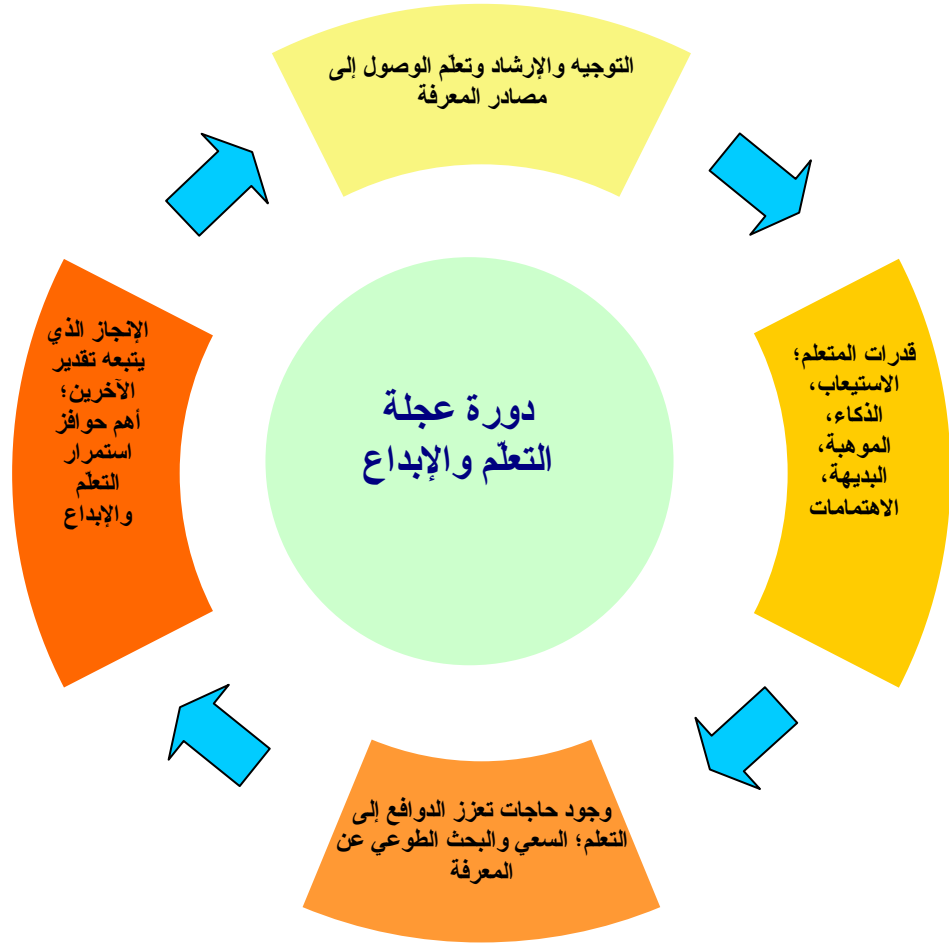 التوجيه والإرشاد وتعلّم الوصول إلى
مصادر المعرفة
قدرات المتعلم؛
الاستيعاب،
الذكاء،
الموهبة،
البديهة،
الاهتمامات
وجود حاجات تعزز الدوافع إلى
التعلم؛ السعي والبحث الطوعي عن
المعرفة
الإنجاز الذي
يتبعه تقدير
الآخرين؛
أهم حوافز
استمرار
التعلّم
والإبداع
دورة عجلة
التعلّم والإبداع